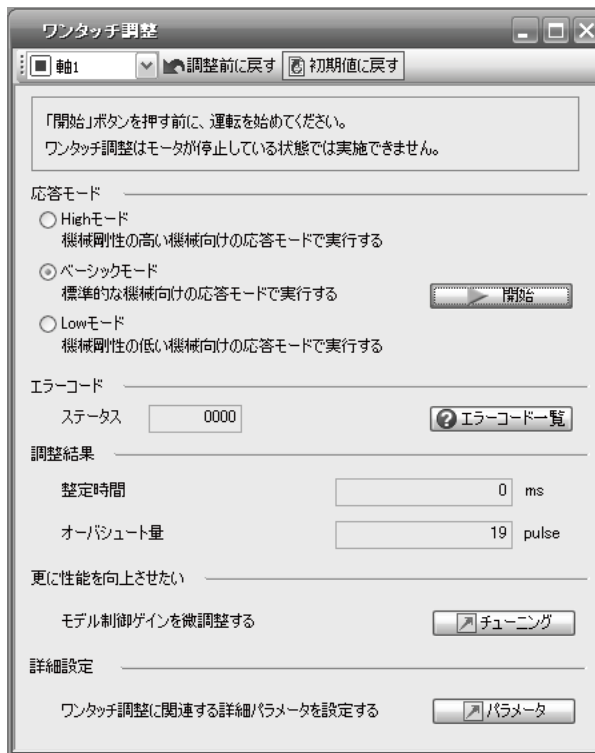 ワンタッチ調整
軸1 調整前に戻す 初期値に戻す
「開始」ボタンを押す前に、運転を始めてください。
ワンタッチ調整はモータが停止している状態では実施できません。
応答モード
Highモード
機械剛性の高い機械向けの応答モードで実行する
ベーシックモード
標準的な機械向けの応答モードで実行する
開始
Lowモード
機械剛性の低い機械向けの応答モードで実行する
エラーコード
ステータス 0000 エラーコード一覧
調整結果
整定時間 0 ms
オーバシュート量 19 pulse
更に性能を向上させたい
モデル制御ゲインを微調整する チューニング
詳細設定
ワンタッチ調整に関連する詳細パラメータを設定する パラメータ